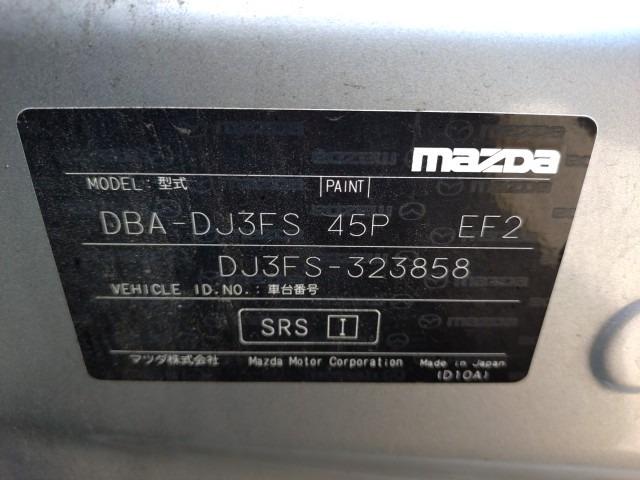 mazda
MODEL:型式 PAINT
DBA-DJ3FS 45P EF2
DJ3FS-323858
VEHICLE ID.NO.:車台番号
SRS I
マツダ株式会社 Mazda Motor Corporation Made in Japan
(D10A)